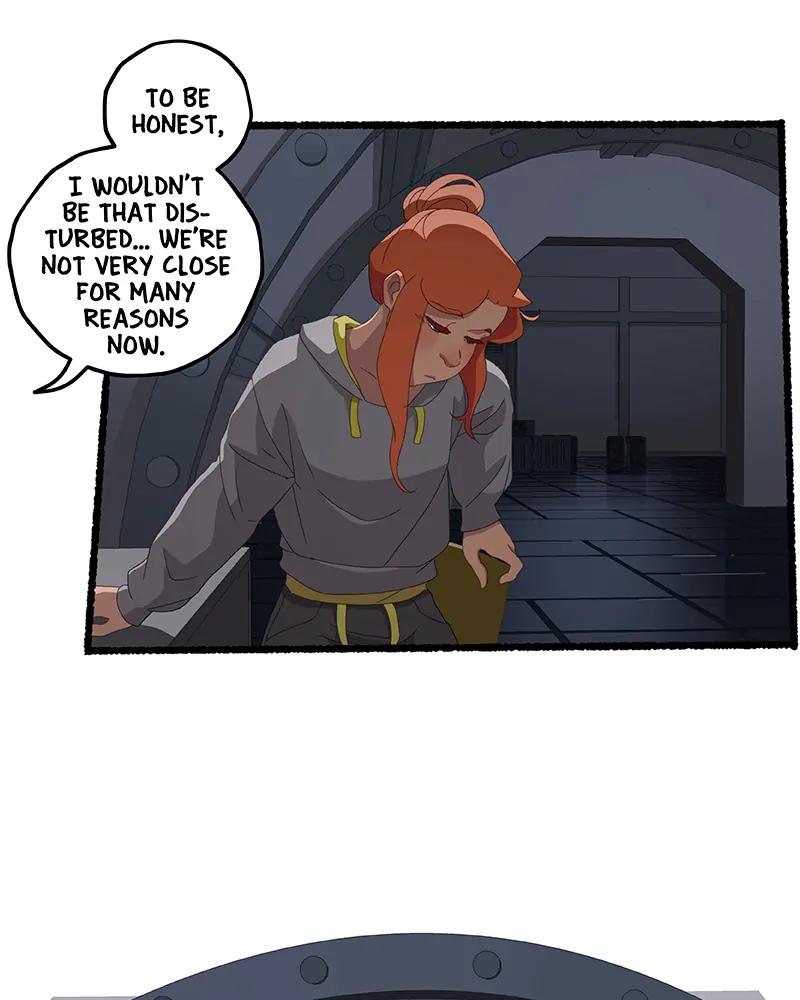 TO BE
HONEST,
I WOULDN'T
BE THAT DIS-
TURBED... WE'RE
NOT VERY CLOSE
FOR MANY
REASONS
NOW.